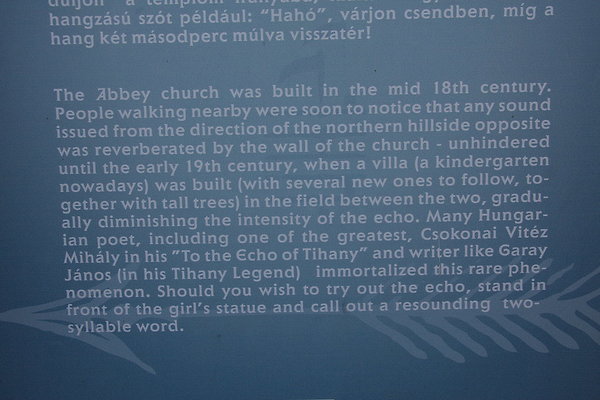 a templom
hangzású szót például: “Hahó”, várjon csendben, míg a
hang két másodperc múlva visszatér!
The Abbey church was built in the mid 18th century.
People walking nearby were soon to notice that any sound
issued from the direction of the northern hillside opposite
was reverberated by the wall of the church - unhindered
until the early 19th century, when a villa (a kindergarten
nowadays) was built (with several new ones to follow, to-
gether with tall trees) in the field between the two, gradu-
ally diminishing the intensity of the echo. Many Hungar-
ian poet, including one of the greatest, Csokonai Vitéz
Mihály in his ”To the Echo of Tihany” and writer like Garay
János (in his Tihany Legend) immortalized this rare phe-
nomenon. Should you wish to try out the echo, stand in
front of the girl’s statue and call out a resounding two-
syllable word.